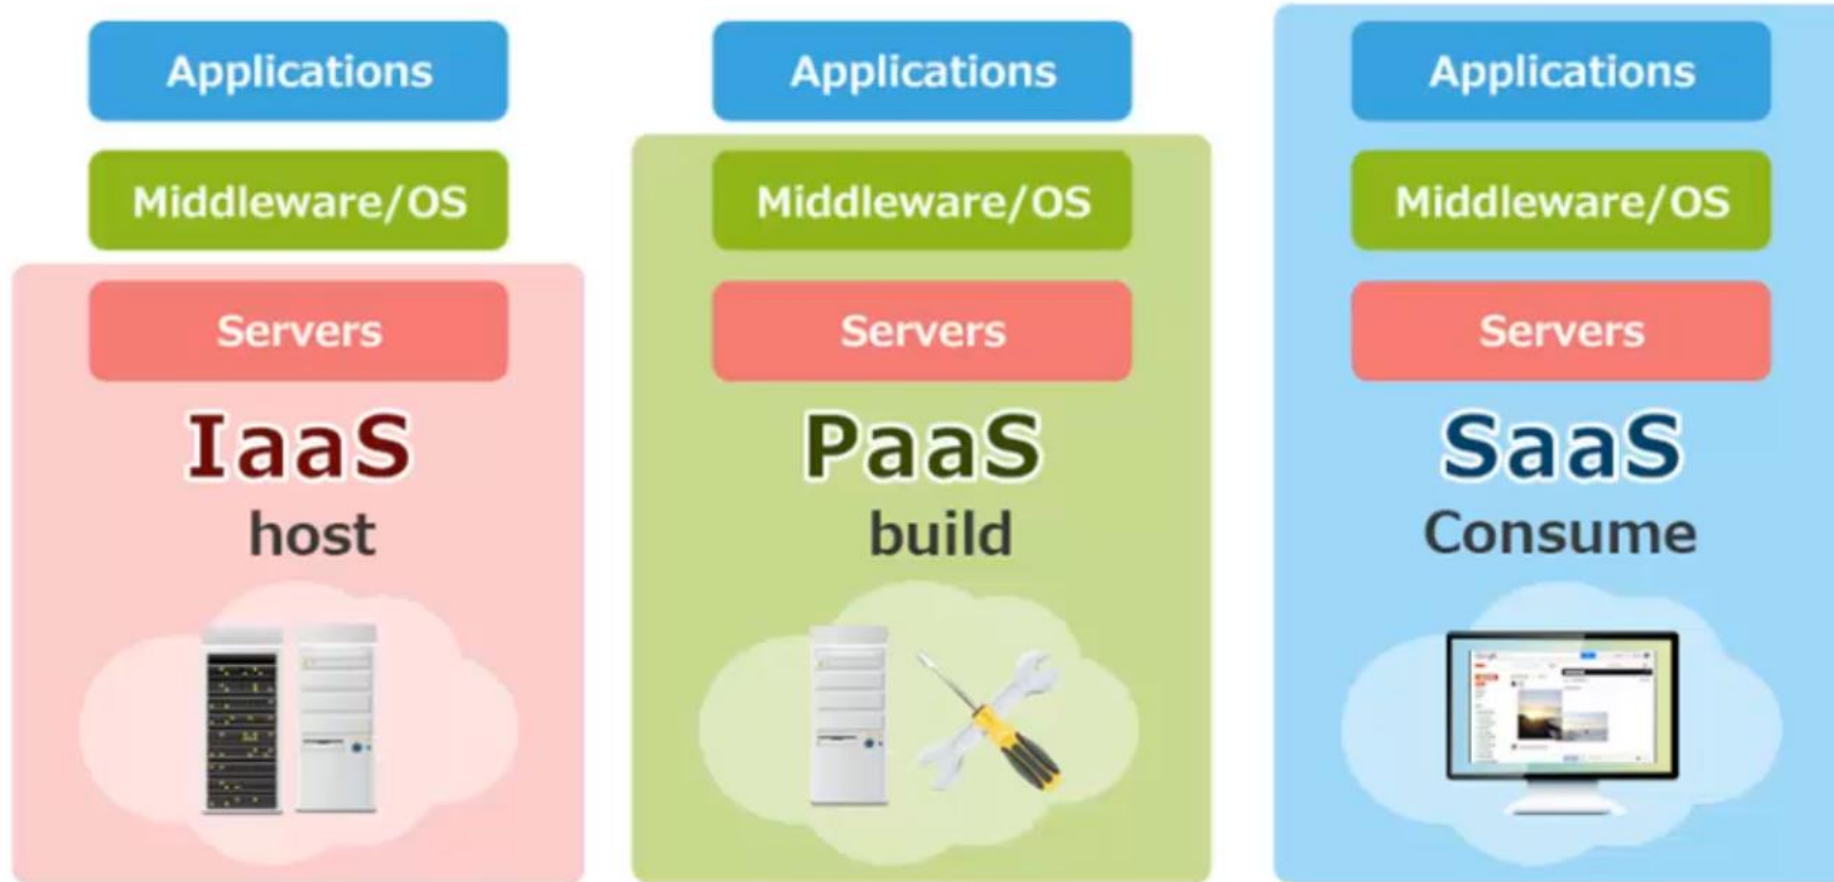 Applications
Middleware/OS
Servers
IaaS
host
Applications
Middleware/OS
Servers
PaaS
build
Applications
Middleware/OS
Servers
SaaS
Consume